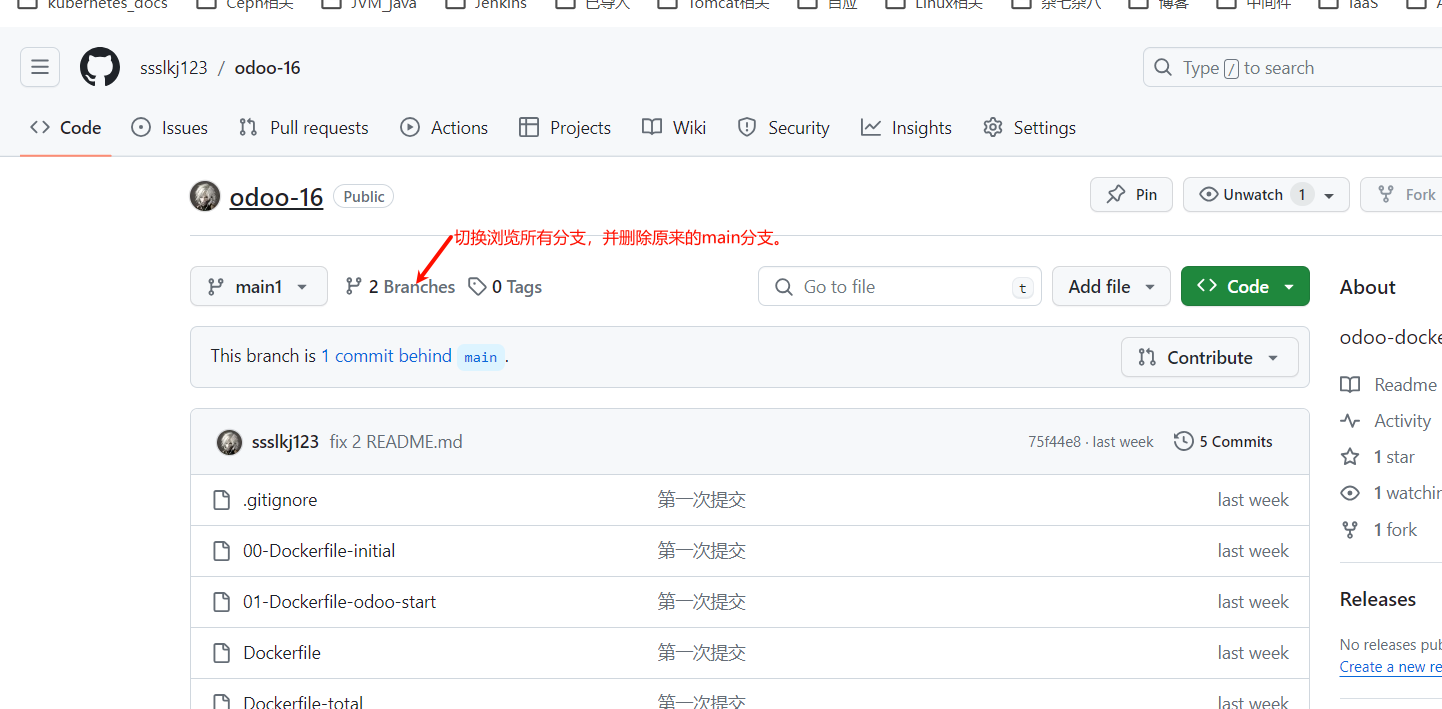 kubernetes_docs Ceph相关 JVM_java Jenkins 已导入 Tomcat相关 自应 Linux相关 杂七杂八 博客 中间件 IaaS
ssslkj123 / odoo-16 Type / to search
Code Issues Pull requests Actions Projects Wiki Security Insights Settings
odoo-16 Public Pin Unwatch 1 Fork
切换浏览所有分支，并删除原来的main分支。
main1 2 Branches 0 Tags Go to file t Add file Code About
This branch is 1 commit behind main . Contribute odoo-docke
Readme
ssslkj123 fix 2 README.md 75f44e8 · last week 5 Commits Activity
1 star
.gitignore 第一次提交 last week 1 watchin
1 fork
00-Dockerfile-initial 第一次提交 last week
01-Dockerfile-odoo-start 第一次提交 last week Releases
Dockerfile 第一次提交 last week No releases pub
Create a new re
Dockerfile-total 第一次提交 last week